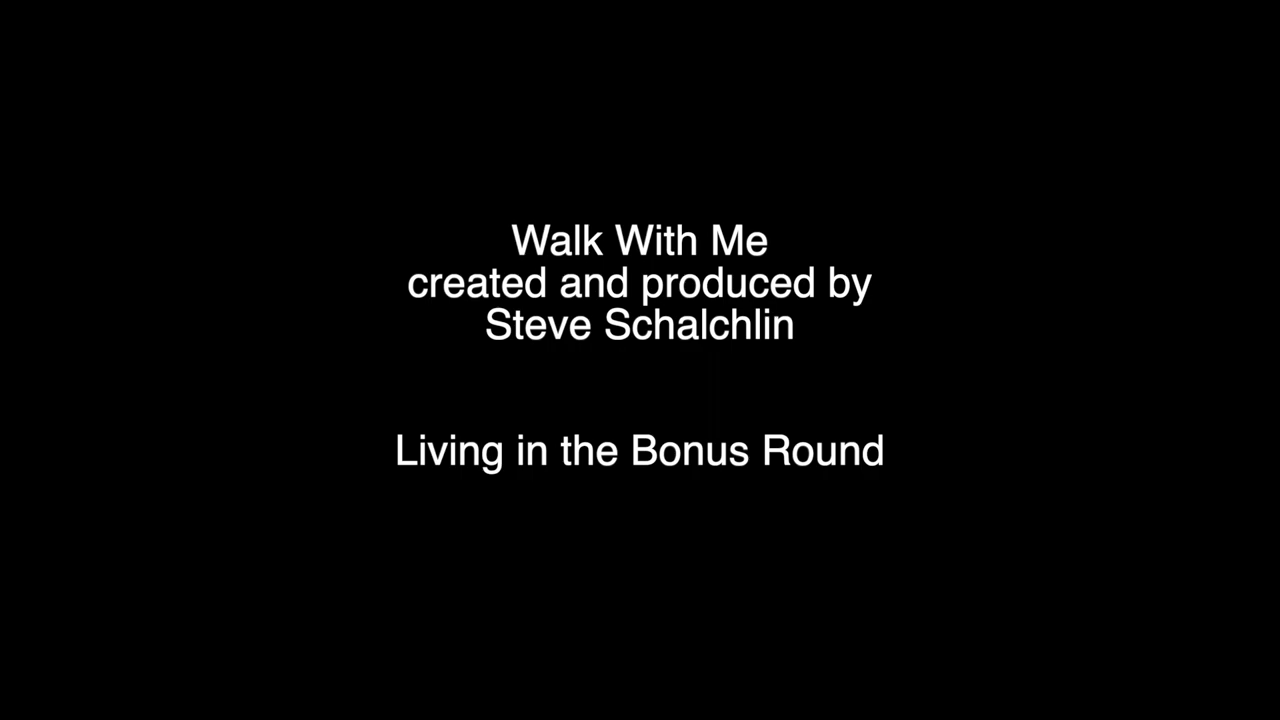 Walk With Me
created and produced by
Steve Schalchlin
Living in the Bonus Round